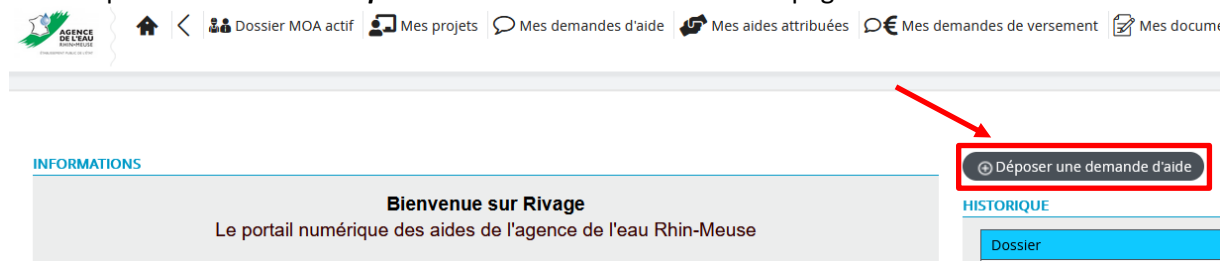 AGENCE
DE L'EAU
RHIN-MEUSE
Dossier MOA actif Mes projets Mes demandes d'aide Mes aides attribuées Mes demandes de versement Mes docume
INFORMATIONS
Bienvenue sur Rivage
Le portail numérique des aides de l'agence de l'eau Rhin-Meuse
Déposer une demande d'aide
HISTORIQUE
Dossier